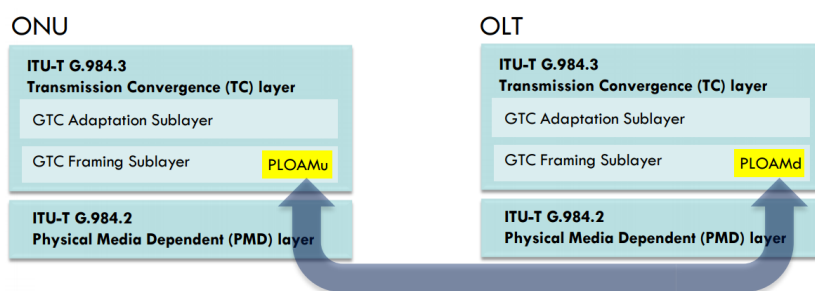 ONU
ITU-T G.984.3
Transmission Convergence (TC) layer
GTC Adaptation Sublayer
GTC Framing Sublayer
PLOAMu
ITU-T G.984.2
Physical Media Dependent (PMD) layer
OLT
ITU-T G.984.3
Transmission Convergence (TC) layer
GTC Adaptation Sublayer
GTC Framing Sublayer
PLOAMd
ITU-T G.984.2
Physical Media Dependent (PMD) layer